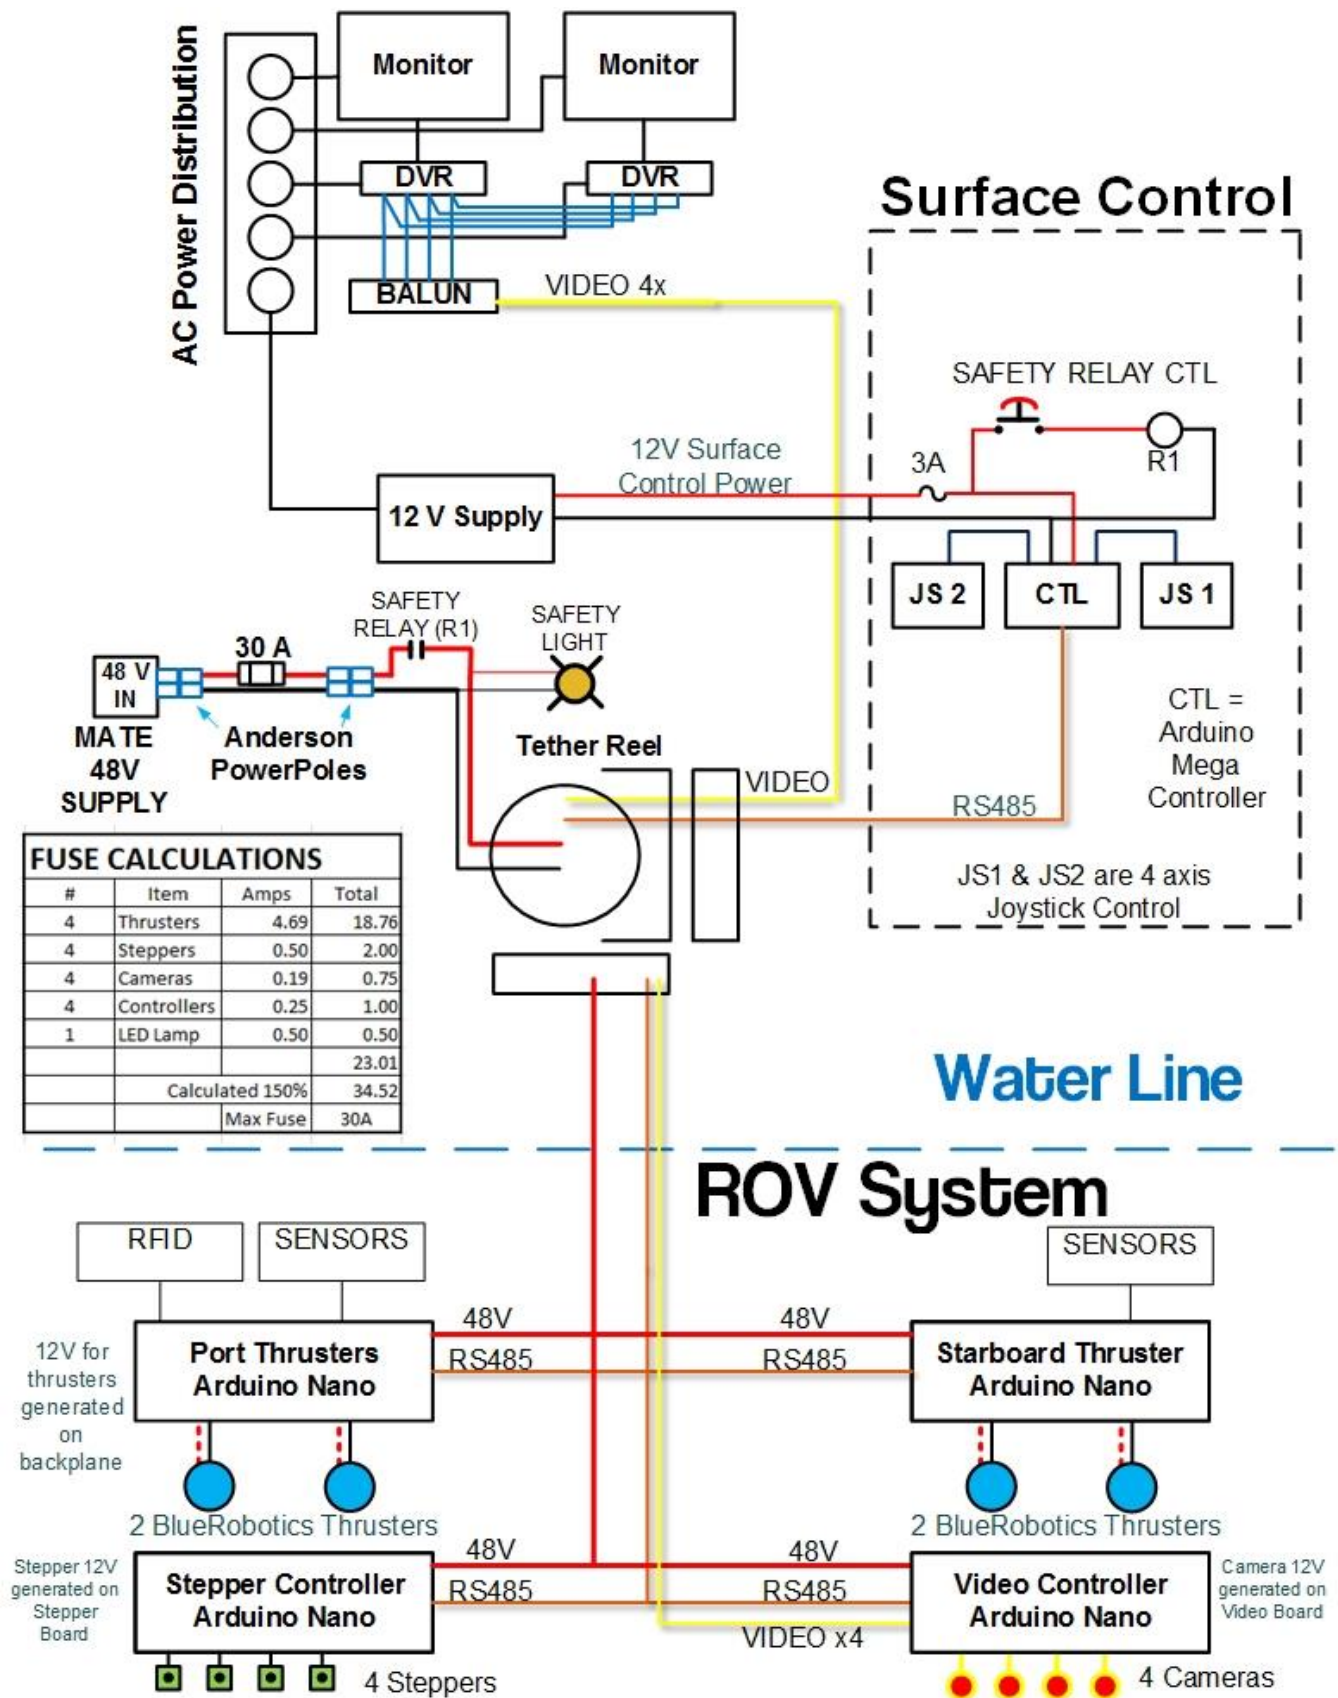 AC Power Distribution
Monitor
Monitor
DVR
DVR
BALUN
VIDEO 4x
Surface Control
SAFETY RELAY CTL
R1
3A
12V Surface
Control Power
12 V Supply
JS 2
CTL
JS 1
SAFETY
RELAY (R1)
SAFETY
LIGHT
30 A
48 V
IN
MATE
48V
SUPPLY
Anderson
PowerPoles
Tether Reel
VIDEO
RS485
CTL =
Arduino
Mega
Controller
JS1 & JS2 are 4 axis
Joystick Control
FUSE CALCULATIONS
# Item Amps Total
4 Thrusters 4.69 18.76
4 Steppers 0.50 2.00
4 Cameras 0.19 0.75
4 Controllers 0.25 1.00
1 LED Lamp 0.50 0.50
23.01
Calculated 150% 34.52
Max Fuse 30A
Water Line
ROV System
RFID
SENSORS
SENSORS
12V for
thrusters
generated
on
backplane
Port Thrusters
Arduino Nano
48V
RS485
48V
RS485
Starboard Thruster
Arduino Nano
2 BlueRobotics Thrusters
2 BlueRobotics Thrusters
Stepper 12V
generated on
Stepper
Board
Stepper Controller
Arduino Nano
48V
RS485
48V
RS485
VIDEO x4
Video Controller
Arduino Nano
Camera 12V
generated on
Video Board
4 Steppers
4 Cameras